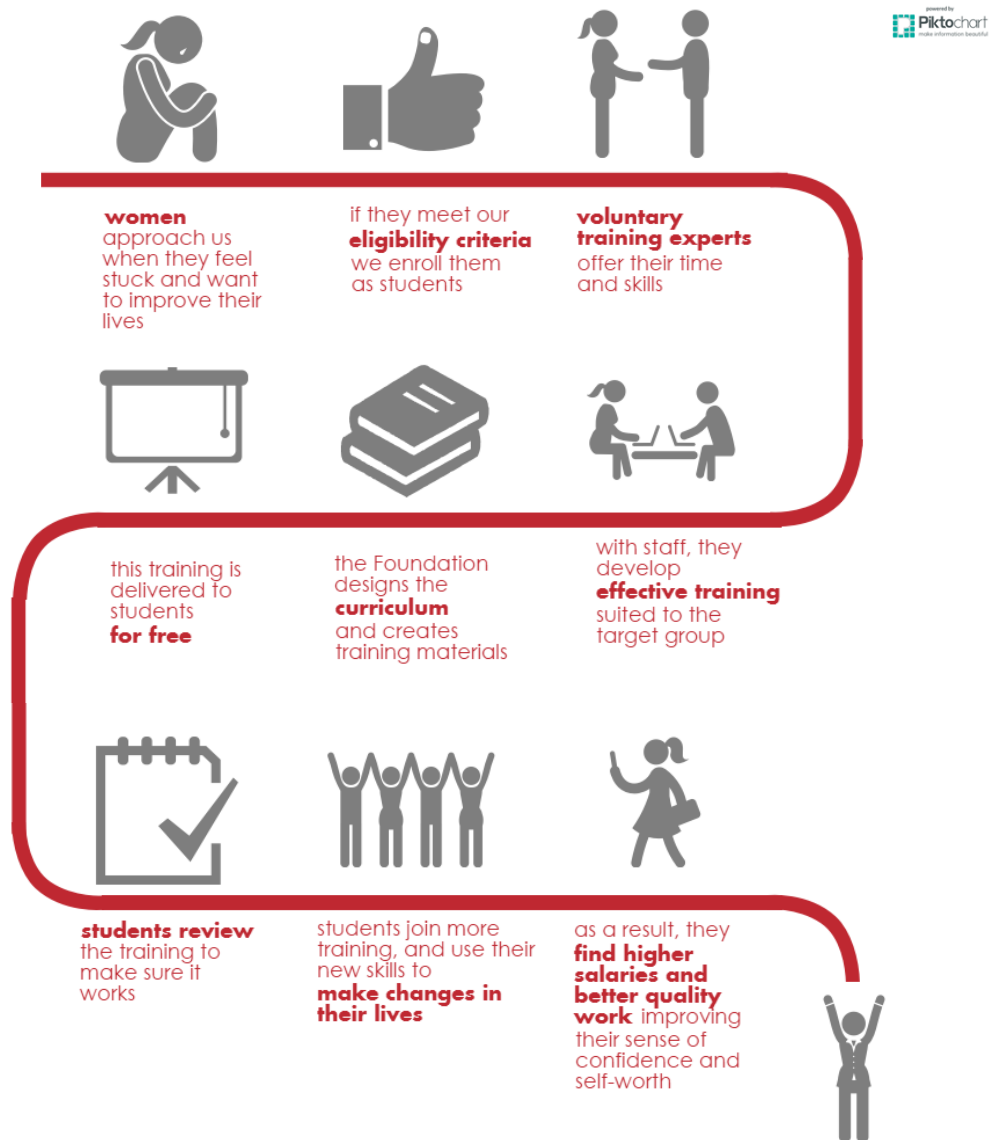 powered by
Piktochart
make information beautiful
women
approach us
when they feel
stuck and want
to improve their
lives
if they meet our
eligibility criteria
we enroll them
as students
voluntary
training experts
offer their time
and skills
with staff, they
develop
effective training
suited to the
target group
the Foundation
designs the
curriculum
and creates
training materials
this training is
delivered to
students
for free
students review
the training to
make sure it
works
students join more
training, and use their
new skills to
make changes in
their lives
as a result, they
find higher
salaries and
better quality
work improving
their sense of
confidence and
self-worth